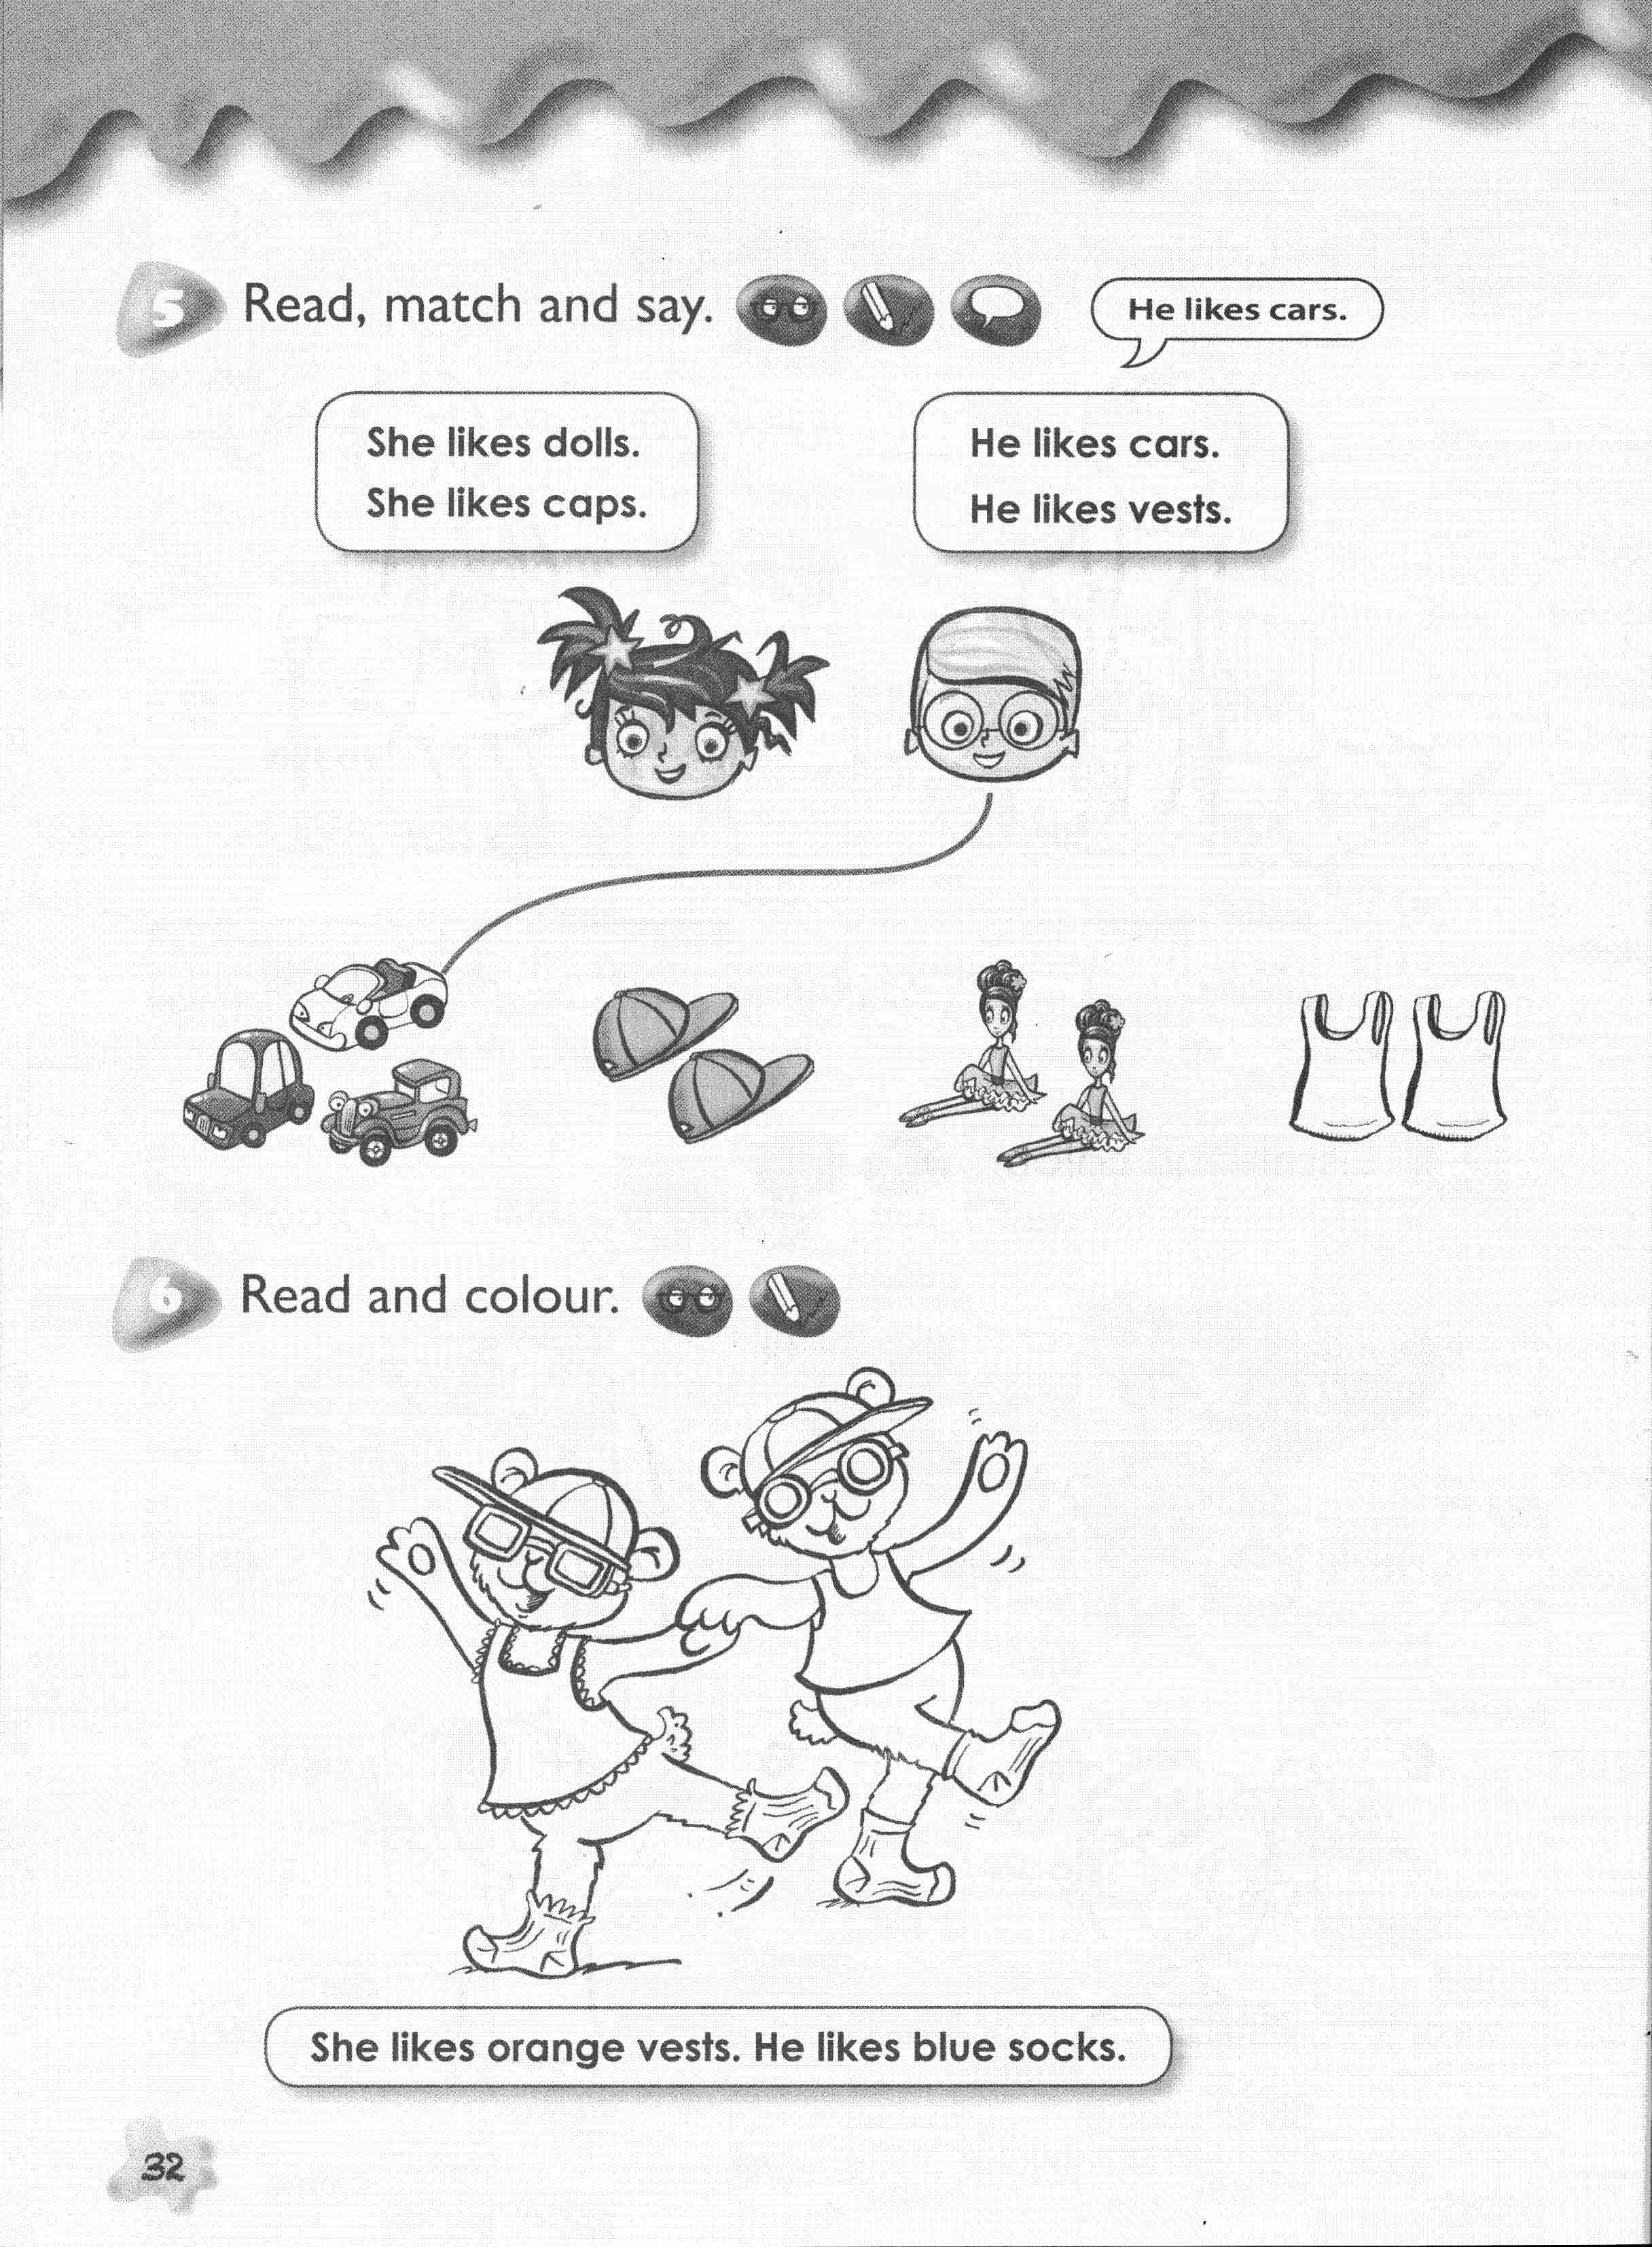 5 Read, match and say.
He likes cars.
She likes dolls.
She likes caps.
He likes cars.
He likes vests.
6 Read and colour.
She likes orange vests. He likes blue socks.
32